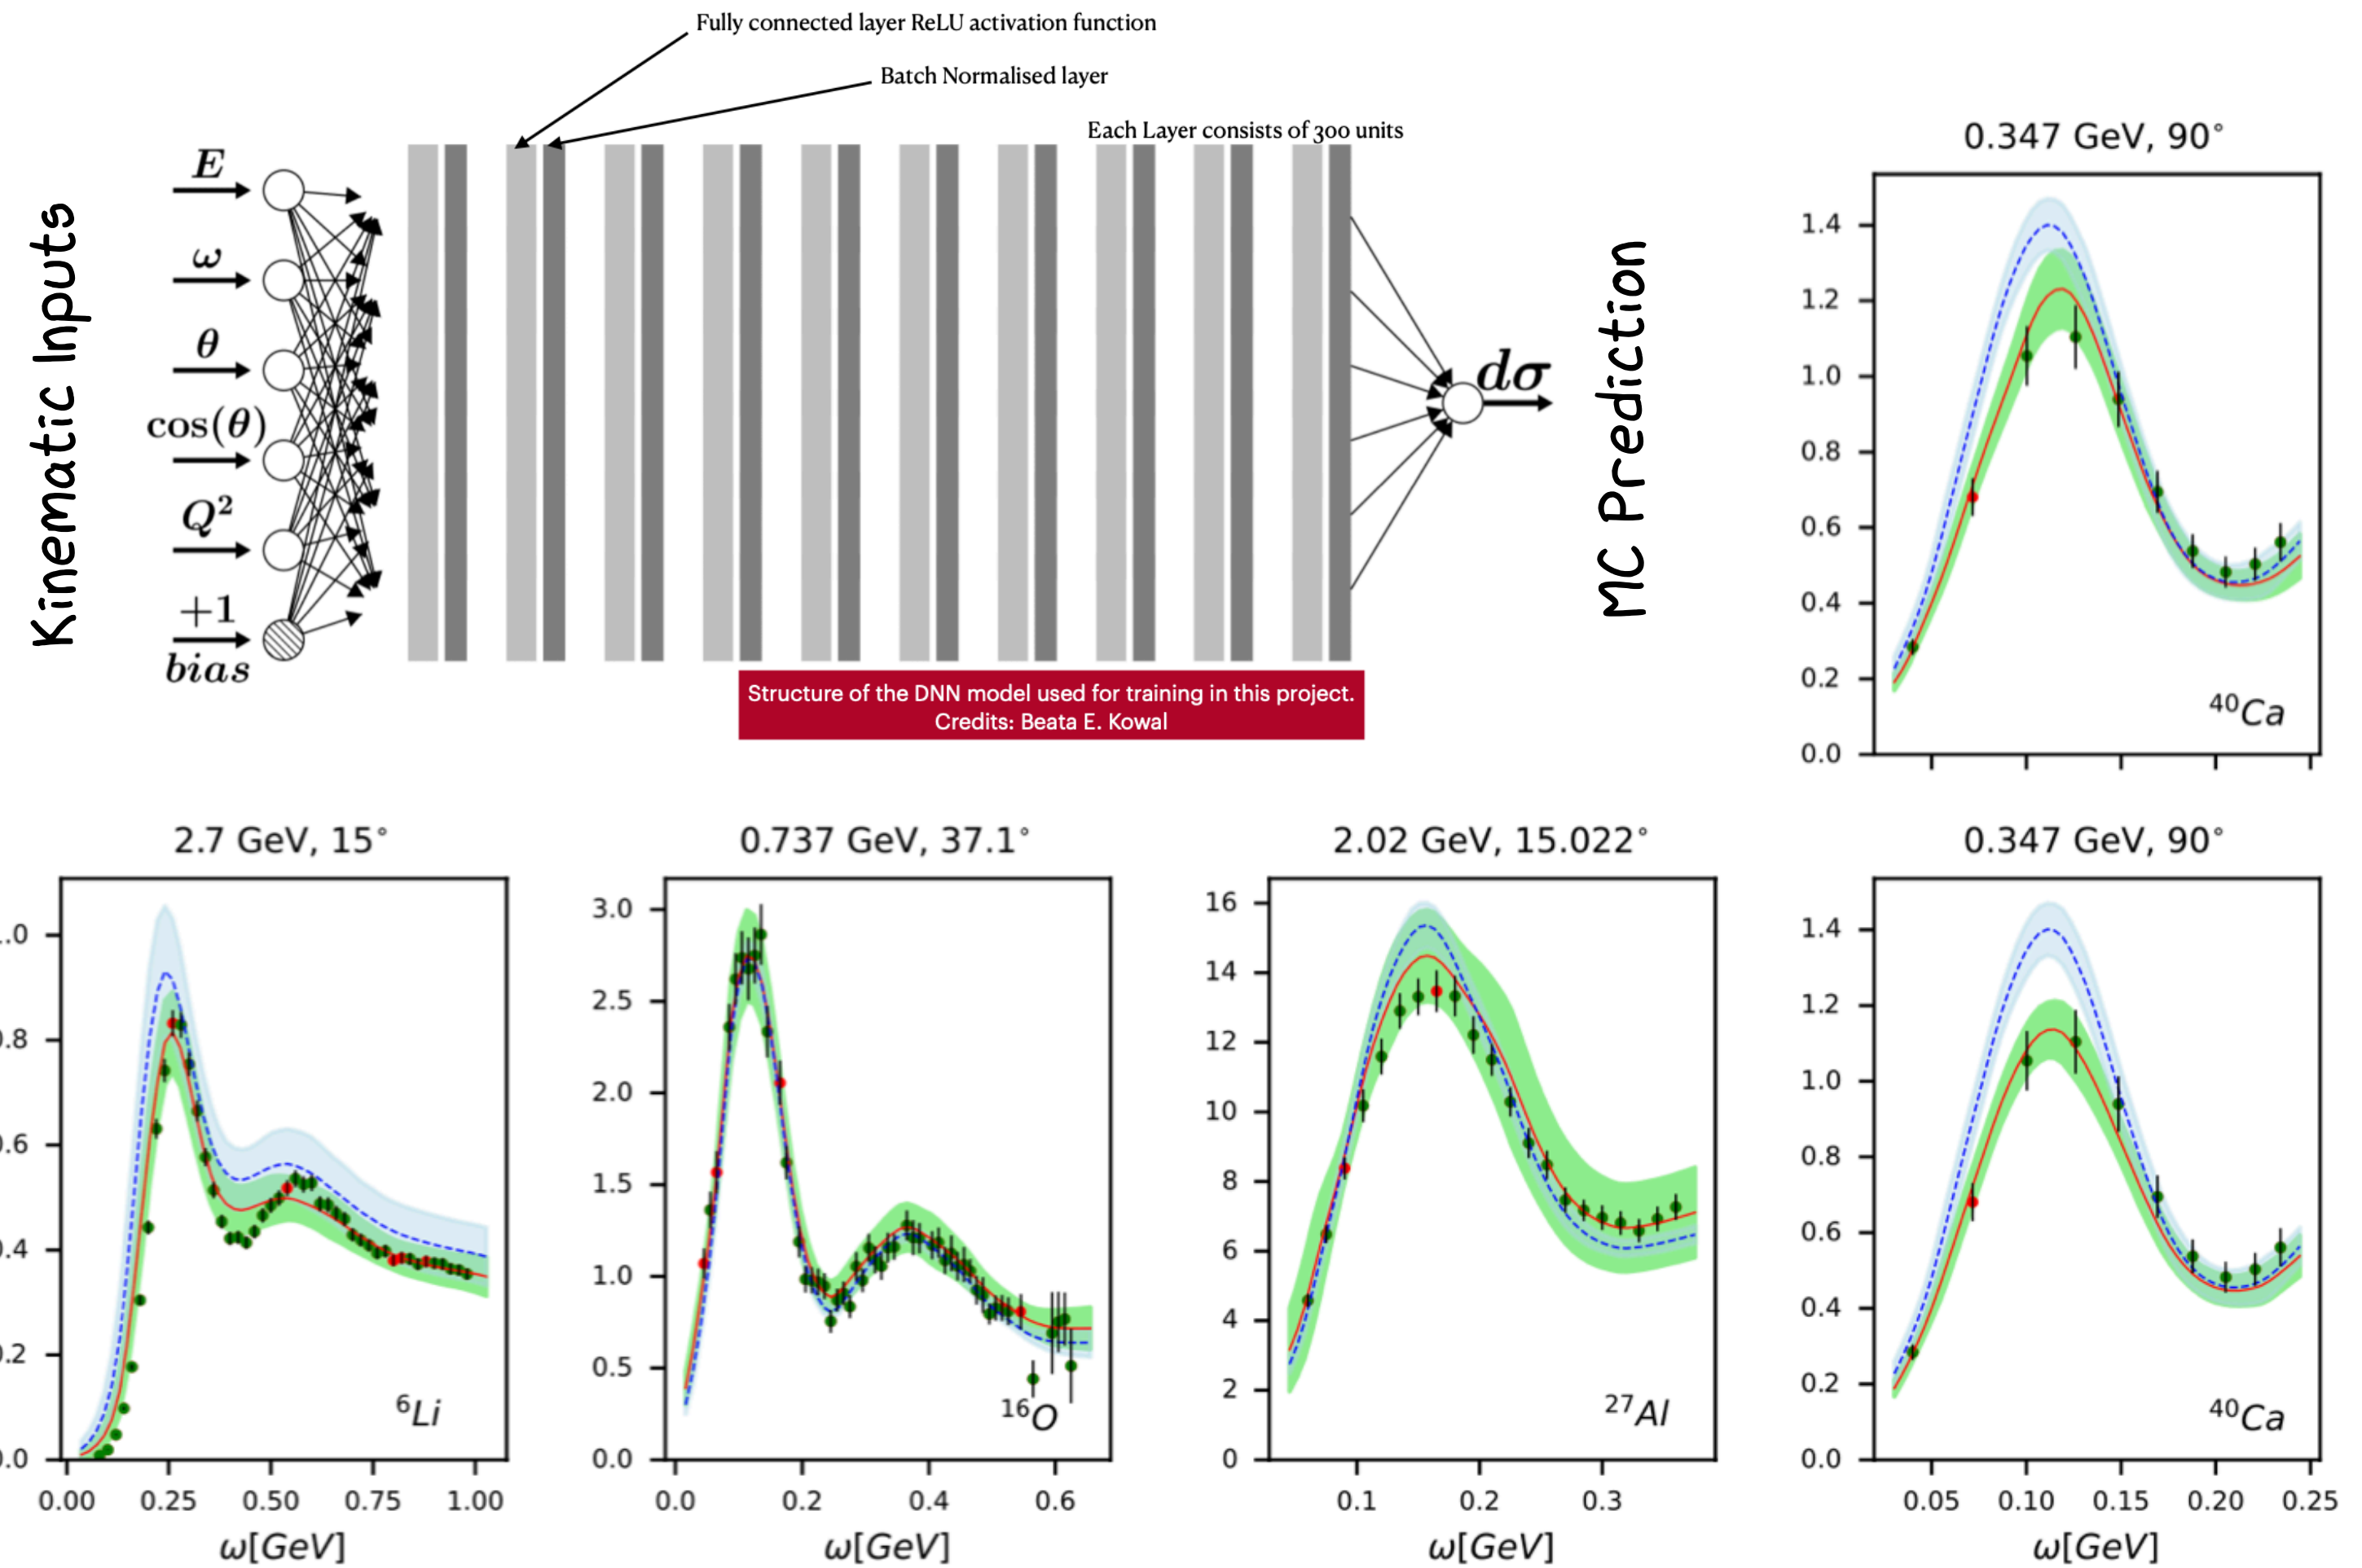 Fully connected layer ReLU activation function
Batch Normalised layer
Each Layer consists of 300 units
Kinematic Inputs
E
ω
θ
cos(θ)
Q²
+1
bias
dσ
MC Prediction
Structure of the DNN model used for training in this project.
Credits: Beata E. Kowal
0.347 GeV, 90°
1.4
1.2
1.0
0.8
0.6
0.4
0.2
0.0
⁴⁰Ca
2.7 GeV, 15°
.0
0.8
0.6
0.4
0.2
0.0
⁶Li
0.00 0.25 0.50 0.75 1.00
ω[GeV]
0.737 GeV, 37.1°
3.0
2.5
2.0
1.5
1.0
0.5
0.0
¹⁶O
0.0 0.2 0.4 0.6
ω[GeV]
2.02 GeV, 15.022°
16
14
12
10
8
6
4
2
0
²⁷Al
0.1 0.2 0.3
ω[GeV]
0.347 GeV, 90°
1.4
1.2
1.0
0.8
0.6
0.4
0.2
0.0
⁴⁰Ca
0.05 0.10 0.15 0.20 0.25
ω[GeV]